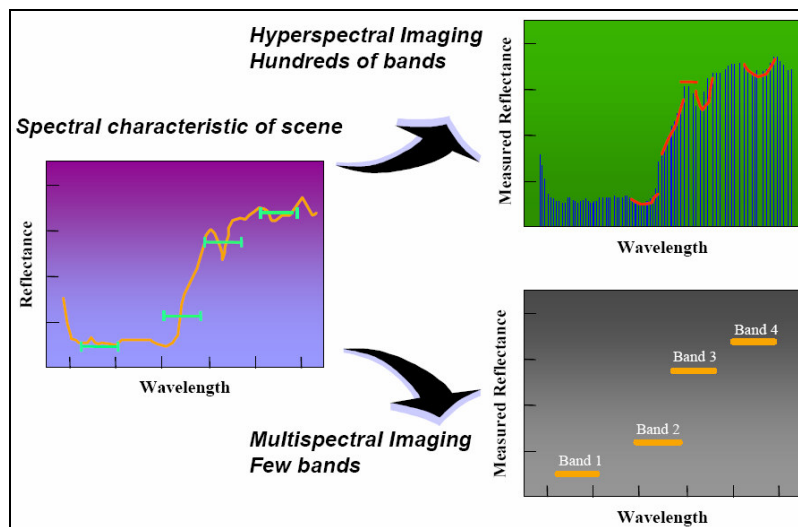 Hyperspectral Imaging
Hundreds of bands
Spectral characteristic of scene
Reflectance
Wavelength
Measured Reflectance
Wavelength
Multispectral Imaging
Few bands
Measured Reflectance
Band 1
Band 2
Band 3
Band 4
Wavelength